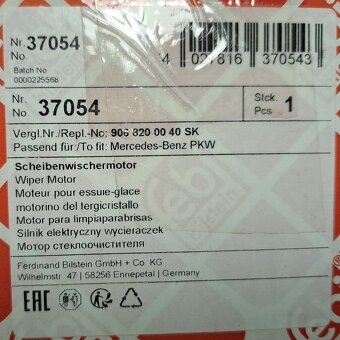 Nr. 37054
No.
Batch No
0000225568
4 021816 370543
Nr. 37054
No.
Stck. 1
Pcs
Vergl.Nr./Repl.-No: 906 820 00 40 SK
Passend für:/To fit: Mercedes-Benz PKW
Scheibenwischermotor
Wiper Motor
Moteur pour essuie-glace
motorino del tergicristallo
Motor para limpiaparabrisas
Silnik elektryczny wycieraczek
Мотор стеклоочистителя
Ferdinand Bilstein GmbH + Co. KG
Wilhelmstr. 47 | 58256 Ennepetal | Germany
EAC